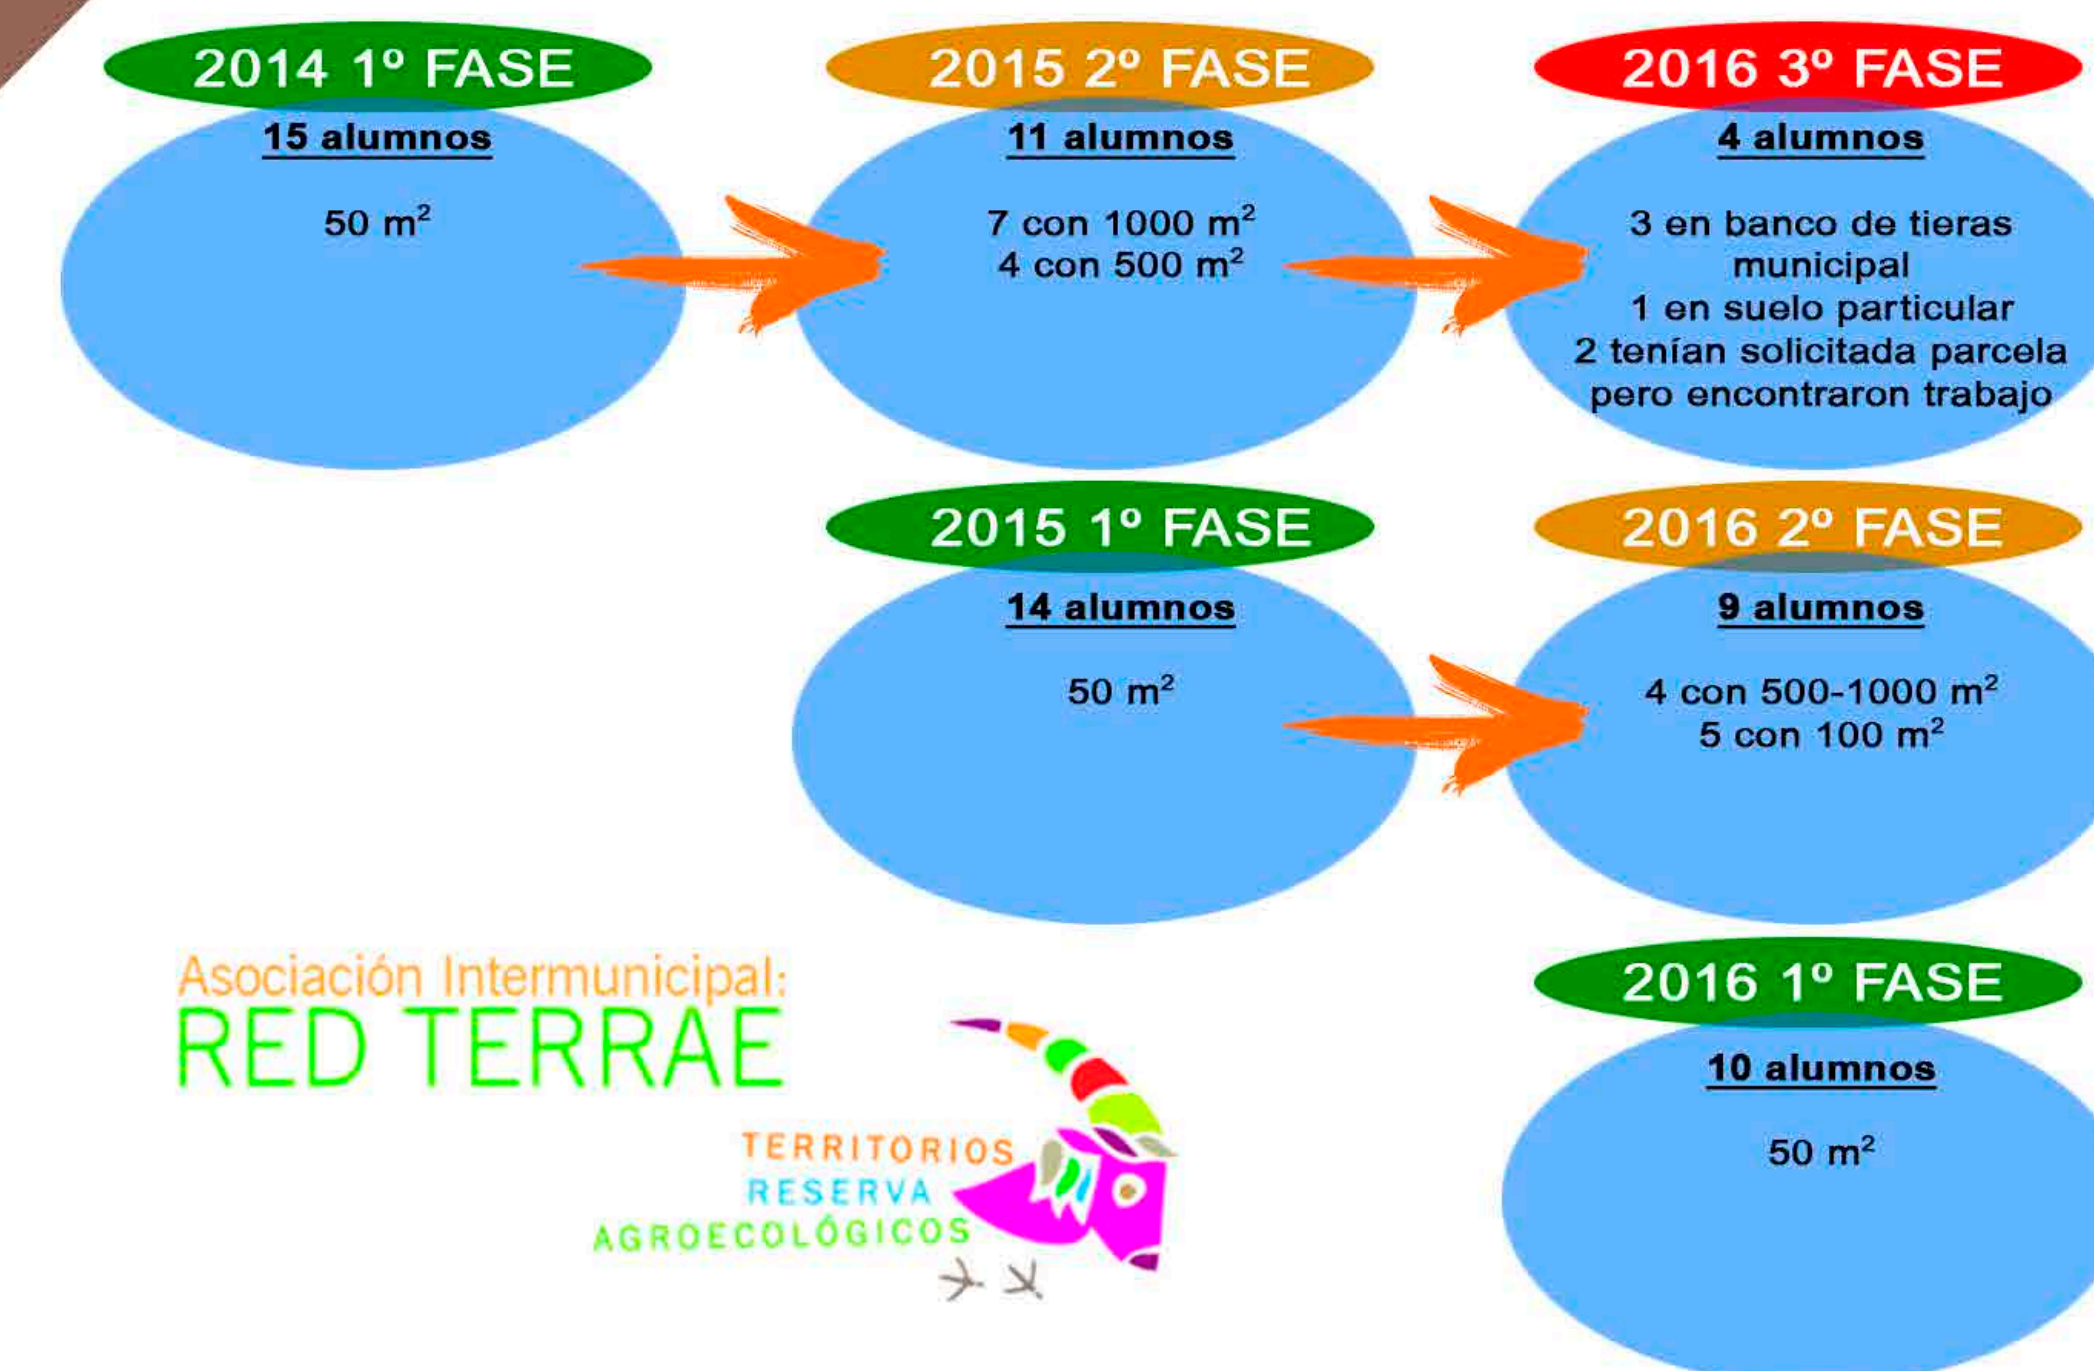 2014 1º FASE
15 alumnos
50 m²
2015 2º FASE
11 alumnos
7 con 1000 m²
4 con 500 m²
2016 3º FASE
4 alumnos
3 en banco de tieras
municipal
1 en suelo particular
2 tenían solicitada parcela
pero encontraron trabajo
2015 1º FASE
14 alumnos
50 m²
2016 2º FASE
9 alumnos
4 con 500-1000 m²
5 con 100 m²
2016 1º FASE
10 alumnos
50 m²
Asociación Intermunicipal:
RED TERRAE
TERRITORIOS
RESERVA
AGROECOLÓGICOS